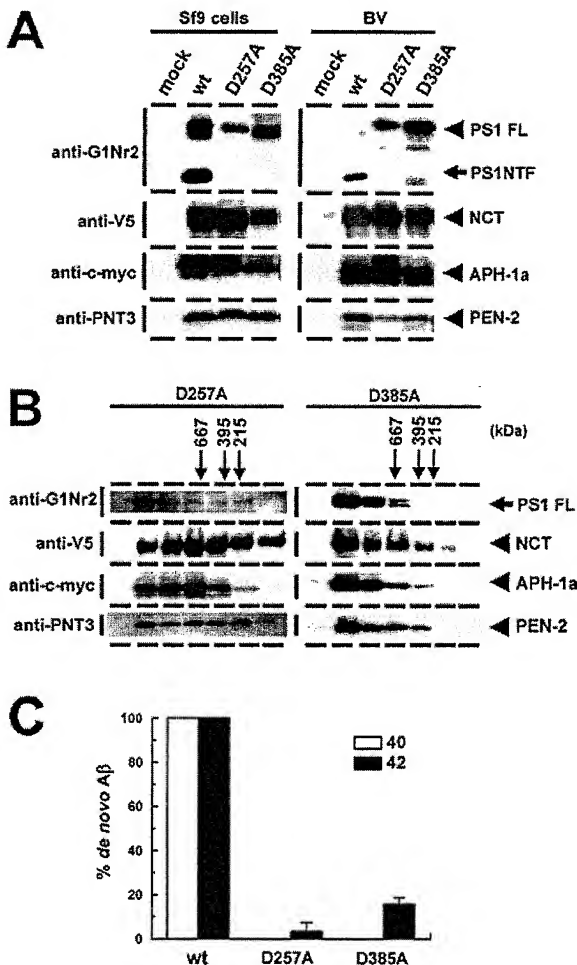 A
Sf9 cells
BV
mock wt D257A D385A
mock wt D257A D385A
anti-G1Nr2
PS1 FL
PS1NTF
anti-V5
NCT
anti-c-myc
APH-1a
anti-PNT3
PEN-2
B
D257A
D385A
667 395 215
667 395 215
(kDa)
anti-G1Nr2
PS1 FL
anti-V5
NCT
anti-c-myc
APH-1a
anti-PNT3
PEN-2
C
% de novo Aβ
100
80
60
40
20
0
40
42
wt D257A D385A